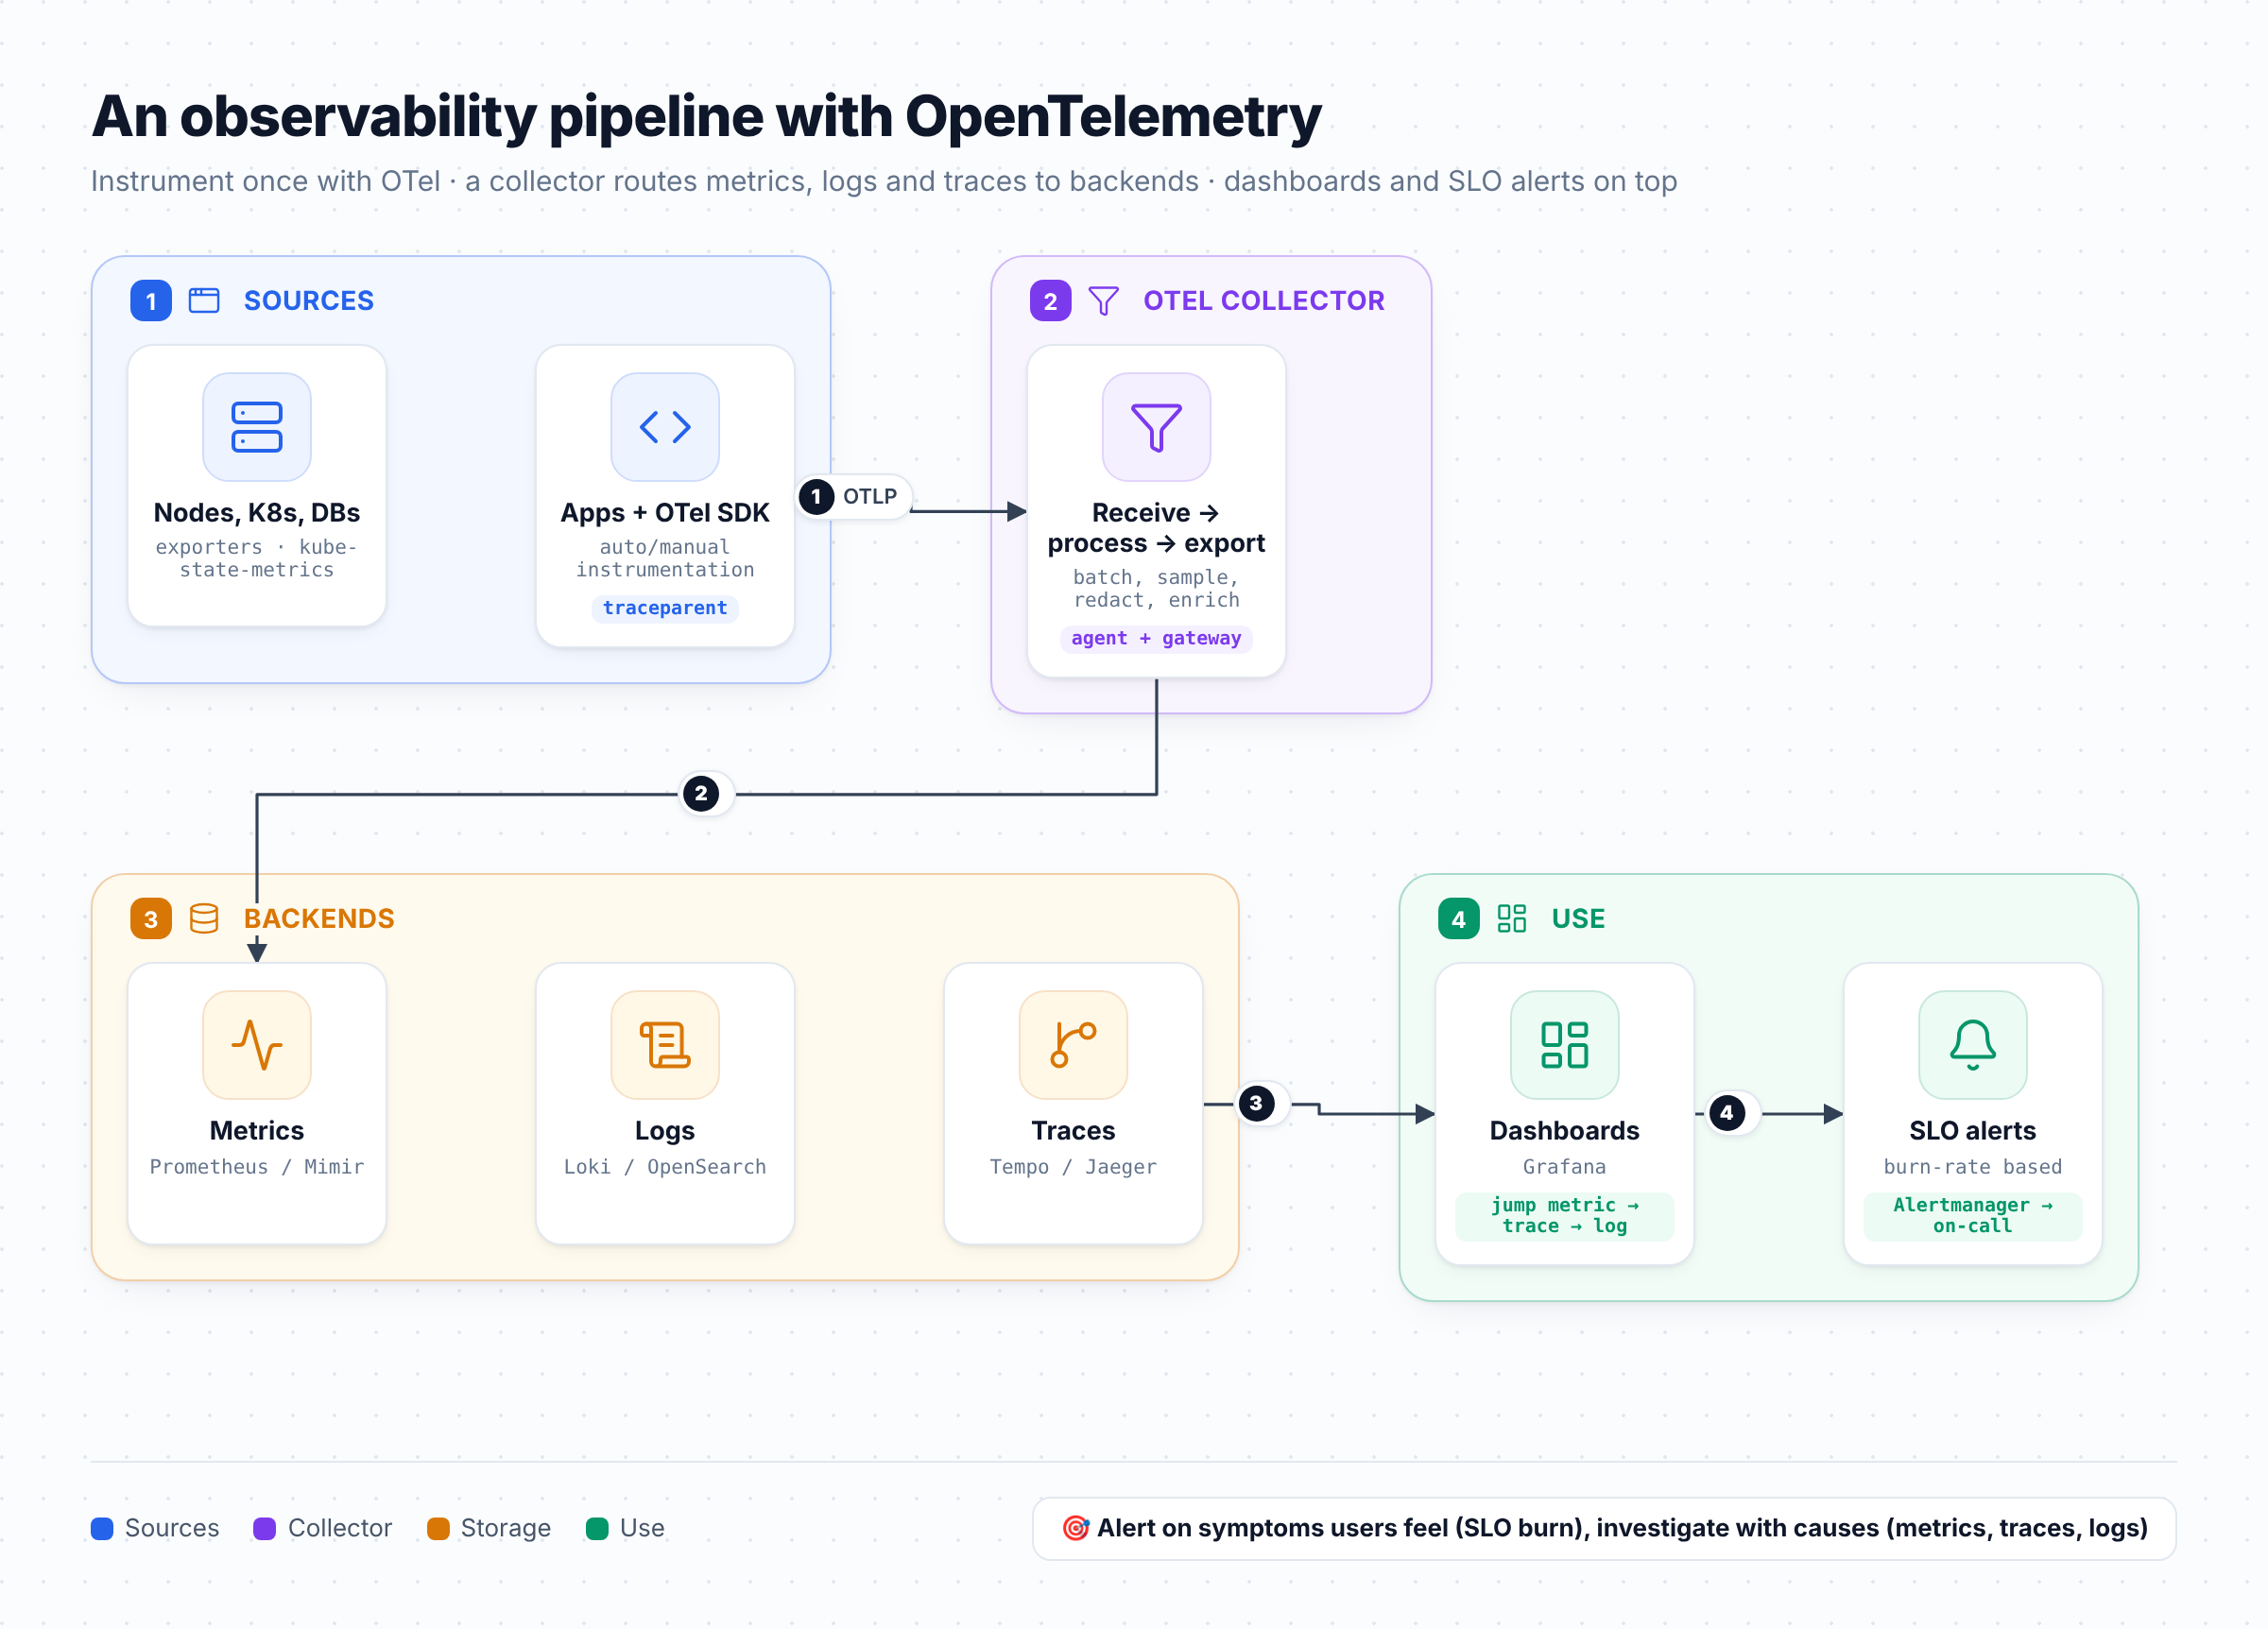 An observability pipeline with OpenTelemetry
Instrument once with OTel · a collector routes metrics, logs and traces to backends · dashboards and SLO alerts on top
1 SOURCES
Nodes, K8s, DBs
exporters · kube-
state-metrics
Apps + OTel SDK
auto/manual
instrumentation
traceparent
1 OTLP
2 OTEL COLLECTOR
Receive →
process → export
batch, sample,
redact, enrich
agent + gateway
2
3 BACKENDS
Metrics
Prometheus / Mimir
Logs
Loki / OpenSearch
Traces
Tempo / Jaeger
3
4 USE
Dashboards
Grafana
jump metric →
trace → log
4
SLO alerts
burn-rate based
Alertmanager →
on-call
Sources
Collector
Storage
Use
🎯 Alert on symptoms users feel (SLO burn), investigate with causes (metrics, traces, logs)